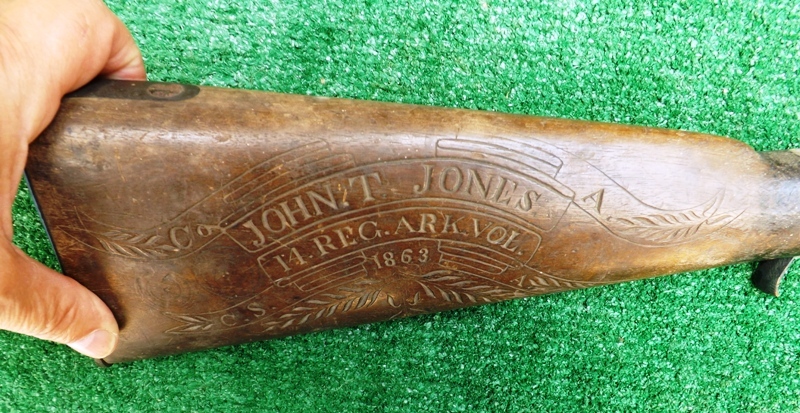 Co. A.
JOHN. T. JONES
14. REG. ARK. VOL.
1863
C. S. A.